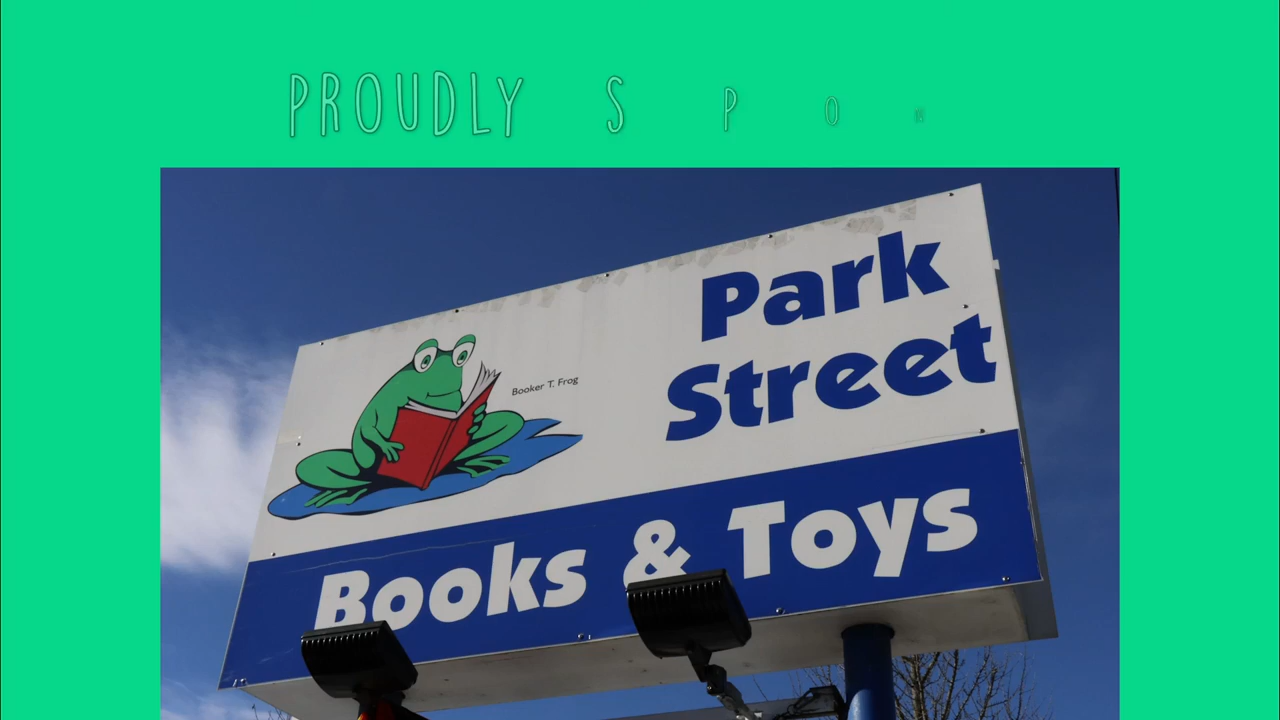 PROUDLY S P O N
Booker T. Frog
Park
Street
Books & Toys